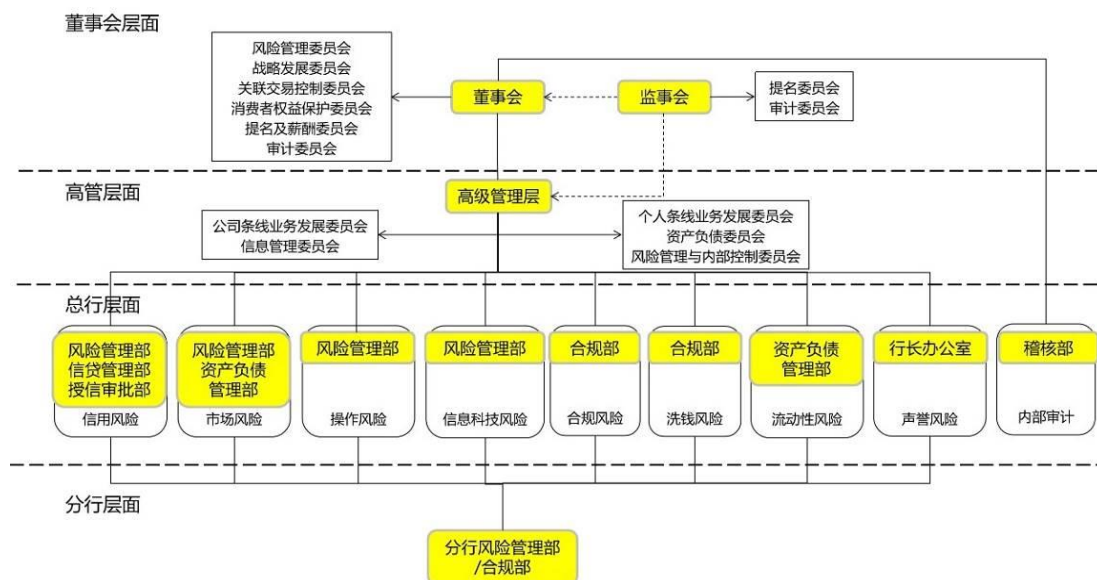 董事会层面
风险管理委员会
战略发展委员会
关联交易控制委员会
消费者权益保护委员会
提名及薪酬委员会
审计委员会
董事会
监事会
提名委员会
审计委员会
高管层面
高级管理层
公司条线业务发展委员会
信息管理委员会
个人条线业务发展委员会
资产负债委员会
风险管理与内部控制委员会
总行层面
风险管理部
信贷管理部
授信审批部
信用风险
风险管理部
资产负债
管理部
市场风险
风险管理部
操作风险
风险管理部
信息科技风险
合规部
合规风险
合规部
洗钱风险
资产负债
管理部
流动性风险
行长办公室
声誉风险
稽核部
内部审计
分行层面
分行风险管理部
/合规部